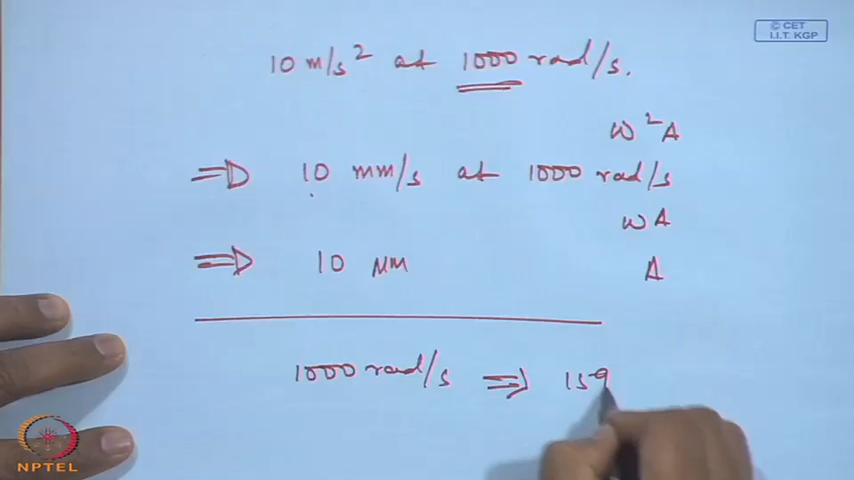 © CET
I.I.T. KGP
10 m/s² at 1000 rad/s.
ω²A
⇒ 10 mm/s at 1000 rad/s
ωA
⇒ 10 μm A
1000 rad/s ⇒ 159
NPTEL